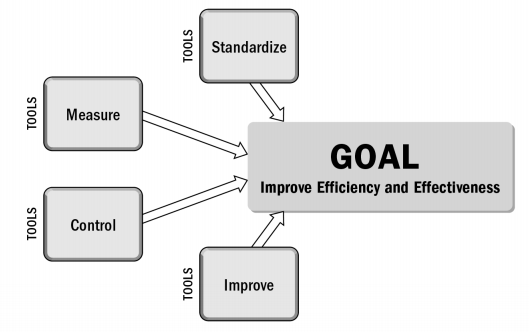 TOOLS
Standardize
TOOLS
Measure
GOAL
Improve Efficiency and Effectiveness
TOOLS
Control
TOOLS
Improve